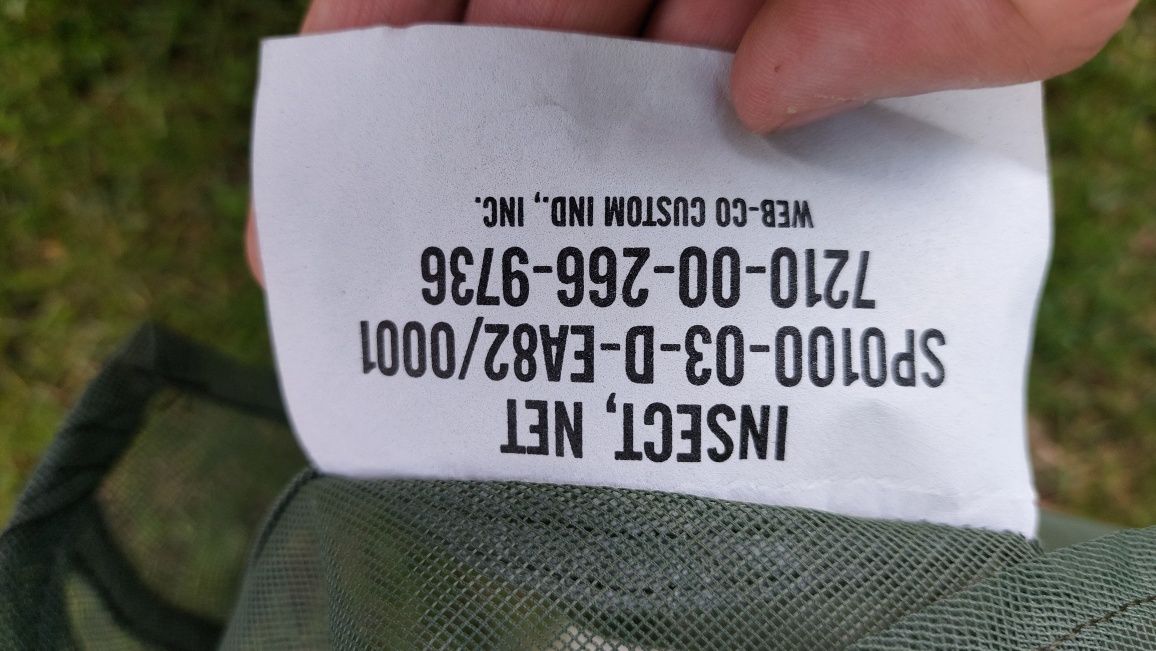 INSECT, NET
SP0100-03-D-EA82/0001
7210-00-266-9736
WEB-CO CUSTOM IND., INC.